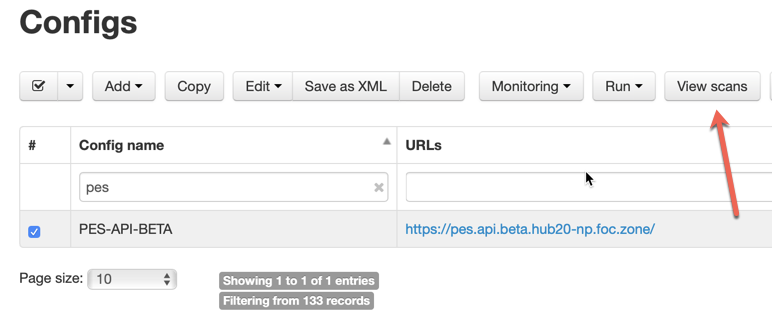 Configs
Add Copy Edit Save as XML Delete Monitoring Run View scans
# Config name URLs
pes
PES-API-BETA https://pes.api.beta.hub20-np.foc.zone/
Page size: 10 Showing 1 to 1 of 1 entries
Filtering from 133 records